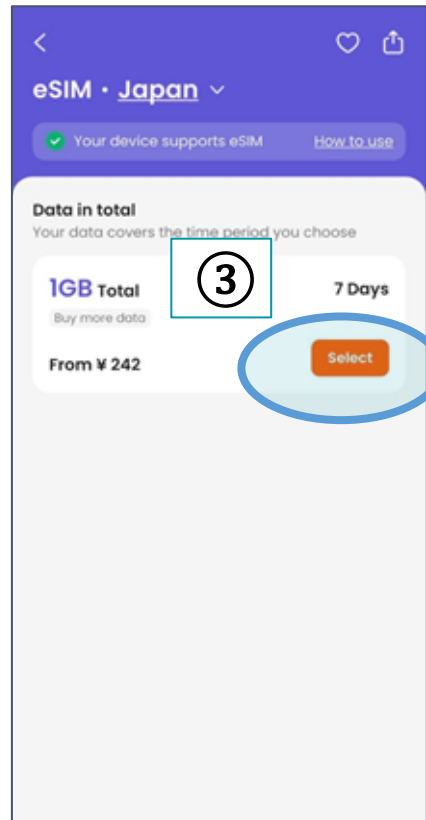 eSIM · Japan
Your device supports eSIM How to use
Data in total
Your data covers the time period you choose
③
1GB Total 7 Days
Buy more data
From ¥ 242 Select